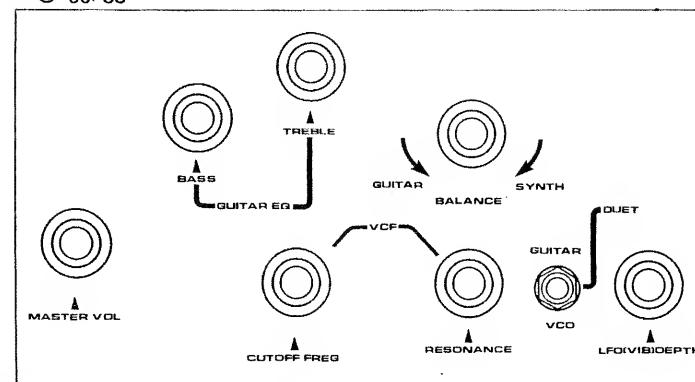 TREBLE
BASS
GUITAR EQ
GUITAR
SYNTH
BALANCE
DUET
VCF
GUITAR
MASTER VOL
VCO
CUTOFF FREQ
RESONANCE
LFO(VIB)DEPTH